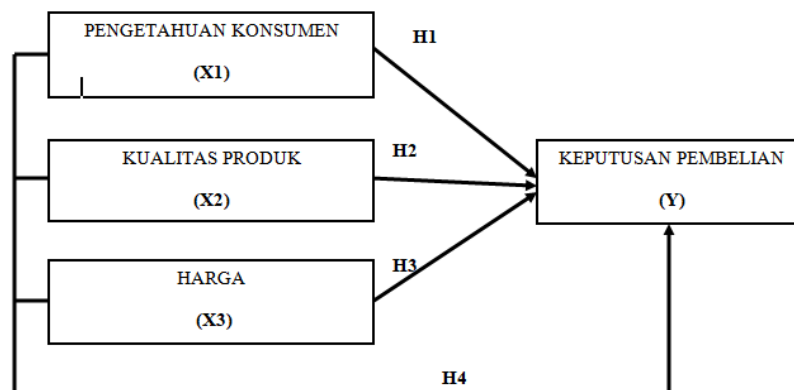 PENGETAHUAN KONSUMEN
(X1)
H1
KUALITAS PRODUK
(X2)
H2
KEPUTUSAN PEMBELIAN
(Y)
HARGA
(X3)
H3
H4